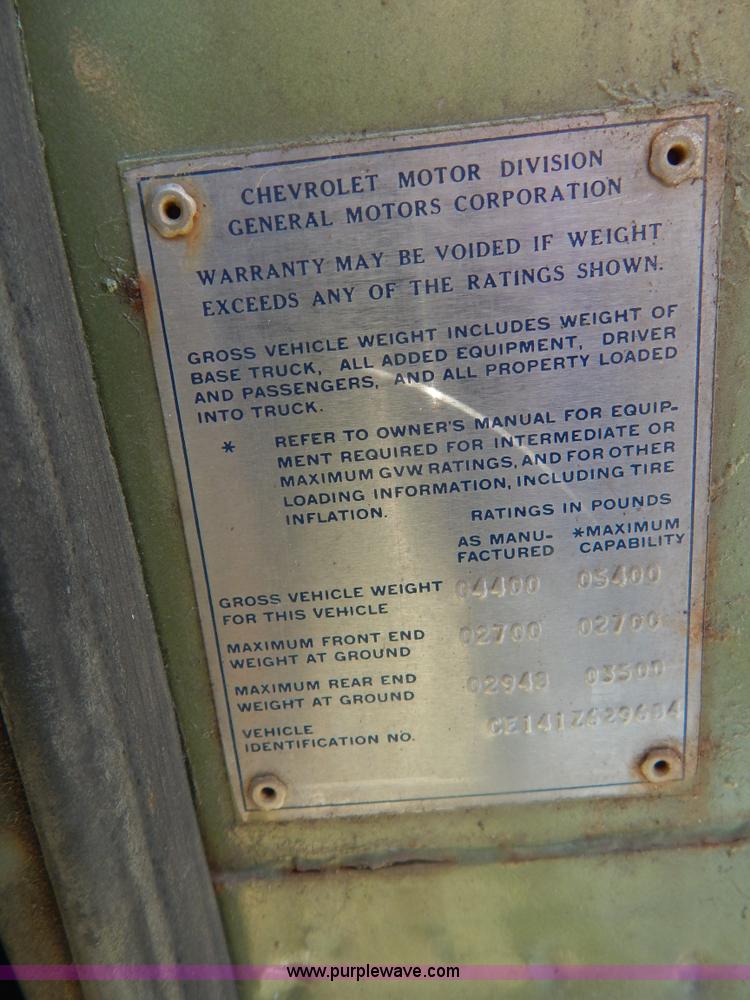 CHEVROLET MOTOR DIVISION
GENERAL MOTORS CORPORATION
WARRANTY MAY BE VOIDED IF WEIGHT
EXCEEDS ANY OF THE RATINGS SHOWN.
GROSS VEHICLE WEIGHT INCLUDES WEIGHT OF
BASE TRUCK, ALL ADDED EQUIPMENT, DRIVER
AND PASSENGERS, AND ALL PROPERTY LOADED
INTO TRUCK.
* REFER TO OWNER'S MANUAL FOR EQUIP-
MENT REQUIRED FOR INTERMEDIATE OR
MAXIMUM GVW RATINGS, AND FOR OTHER
LOADING INFORMATION, INCLUDING TIRE
INFLATION.
RATINGS IN POUNDS
AS MANU- *MAXIMUM
FACTURED CAPABILITY
GROSS VEHICLE WEIGHT 04400 05400
FOR THIS VEHICLE
MAXIMUM FRONT END 02700 02700
WEIGHT AT GROUND
MAXIMUM REAR END 02943 03500
WEIGHT AT GROUND
VEHICLE
IDENTIFICATION NO. CE141Z629684
www.purplewave.com